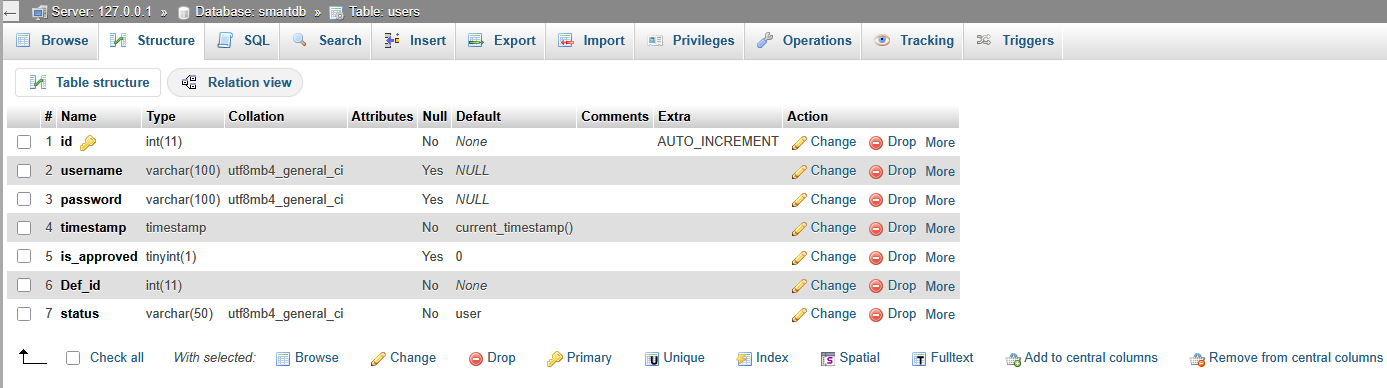 Server: 127.0.0.1 » Database: smartdb » Table: users
Browse Structure SQL Search Insert Export Import Privileges Operations Tracking Triggers
Table structure Relation view
# Name Type Collation Attributes Null Default Comments Extra Action
1 id int(11) No None AUTO_INCREMENT Change Drop More
2 username varchar(100) utf8mb4_general_ci Yes NULL Change Drop More
3 password varchar(100) utf8mb4_general_ci Yes NULL Change Drop More
4 timestamp timestamp No current_timestamp() Change Drop More
5 is_approved tinyint(1) Yes 0 Change Drop More
6 Def_id int(11) No None Change Drop More
7 status varchar(50) utf8mb4_general_ci No user Change Drop More
Check all With selected: Browse Change Drop Primary Unique Index Spatial Fulltext Add to central columns Remove from central columns